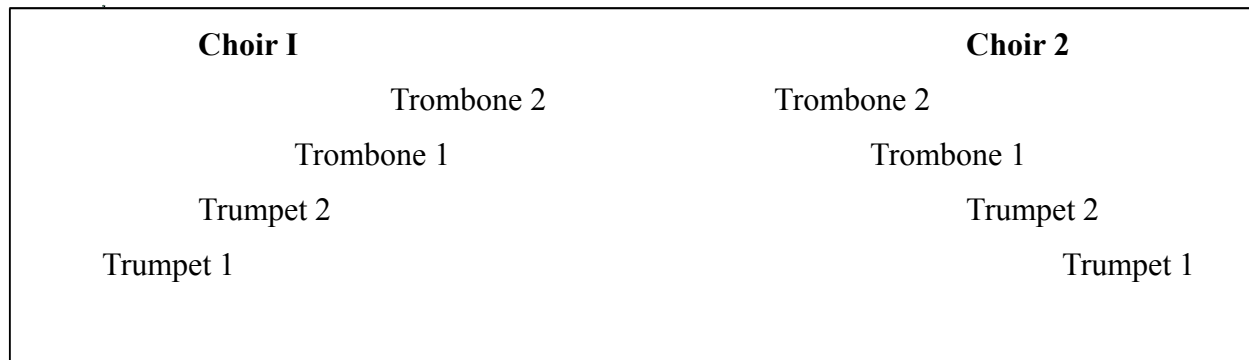 Choir I Choir 2
Trombone 2 Trombone 2
Trombone 1 Trombone 1
Trumpet 2 Trumpet 2
Trumpet 1 Trumpet 1